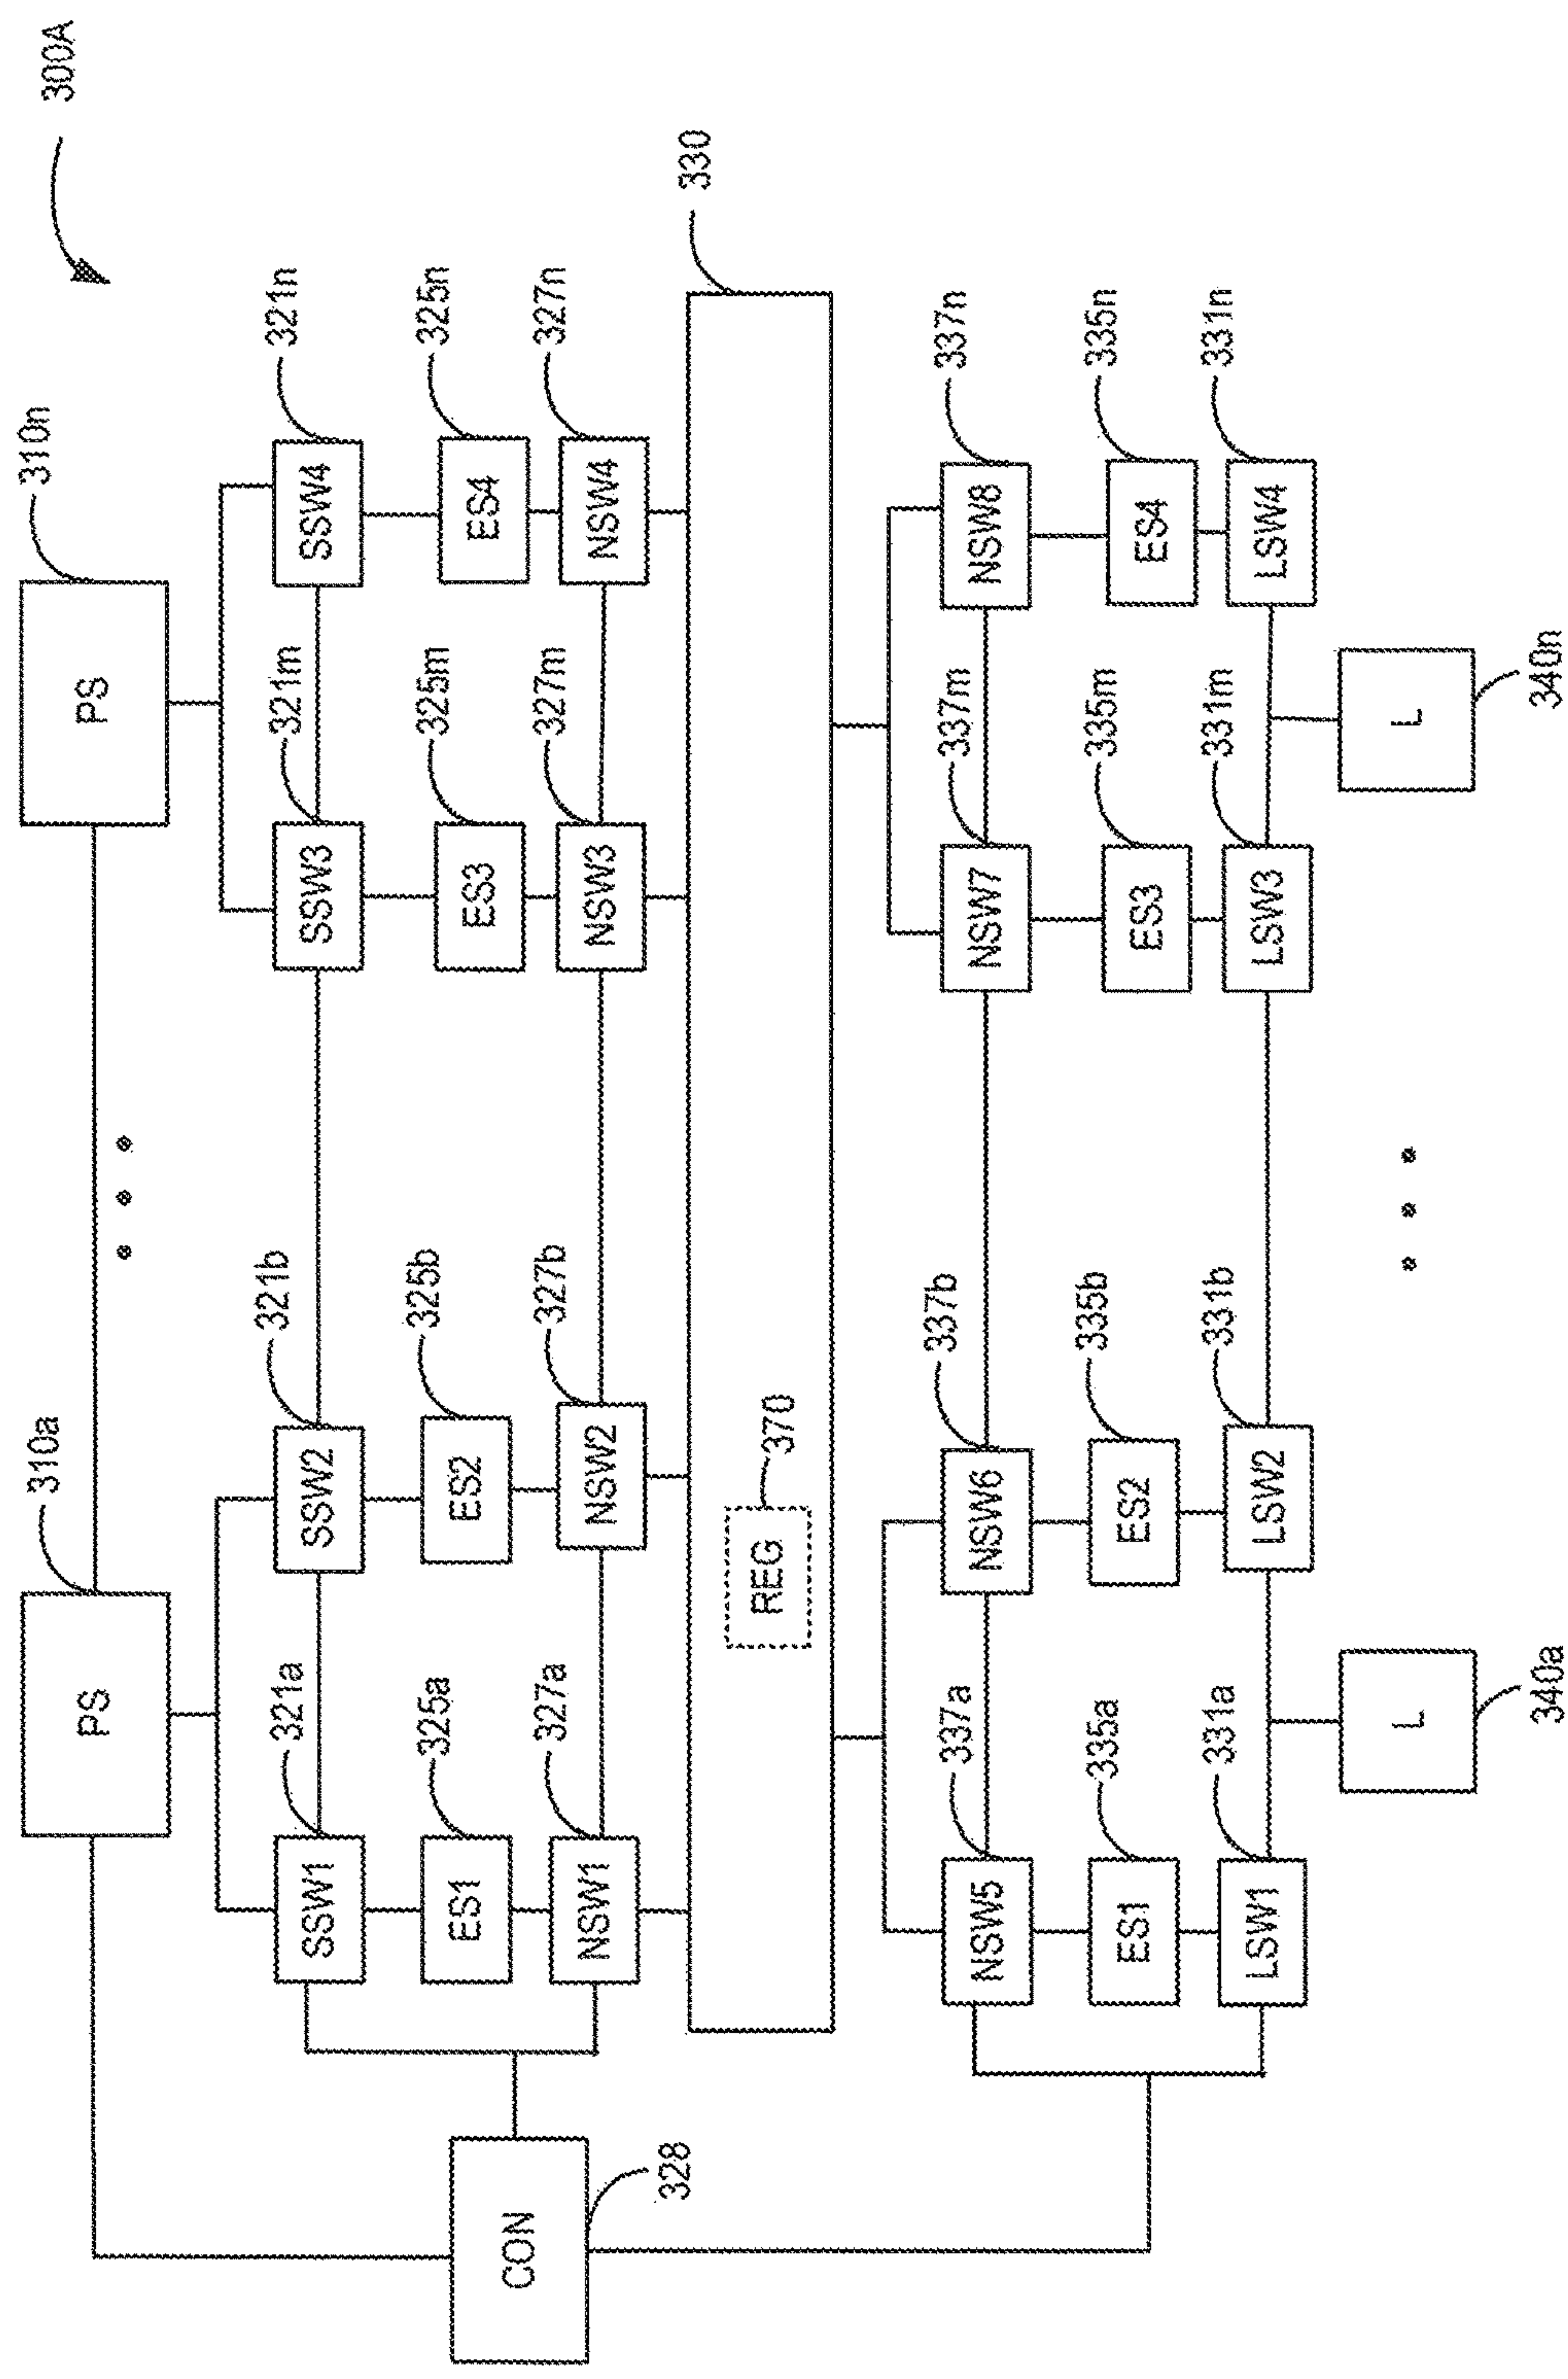 300A
310a
310n
PS
PS
321a
321b
321m
321n
SSW1
SSW2
SSW3
SSW4
325a
325b
325m
325n
ES1
ES2
ES3
ES4
327a
327b
327m
327n
NSW1
NSW2
NSW3
NSW4
CON
328
330
REG
370
337a
337b
337m
337n
NSW5
NSW6
NSW7
NSW8
335a
335b
335m
335n
ES1
ES2
ES3
ES4
331a
331b
331m
331n
LSW1
LSW2
LSW3
LSW4
L
L
340a
340n